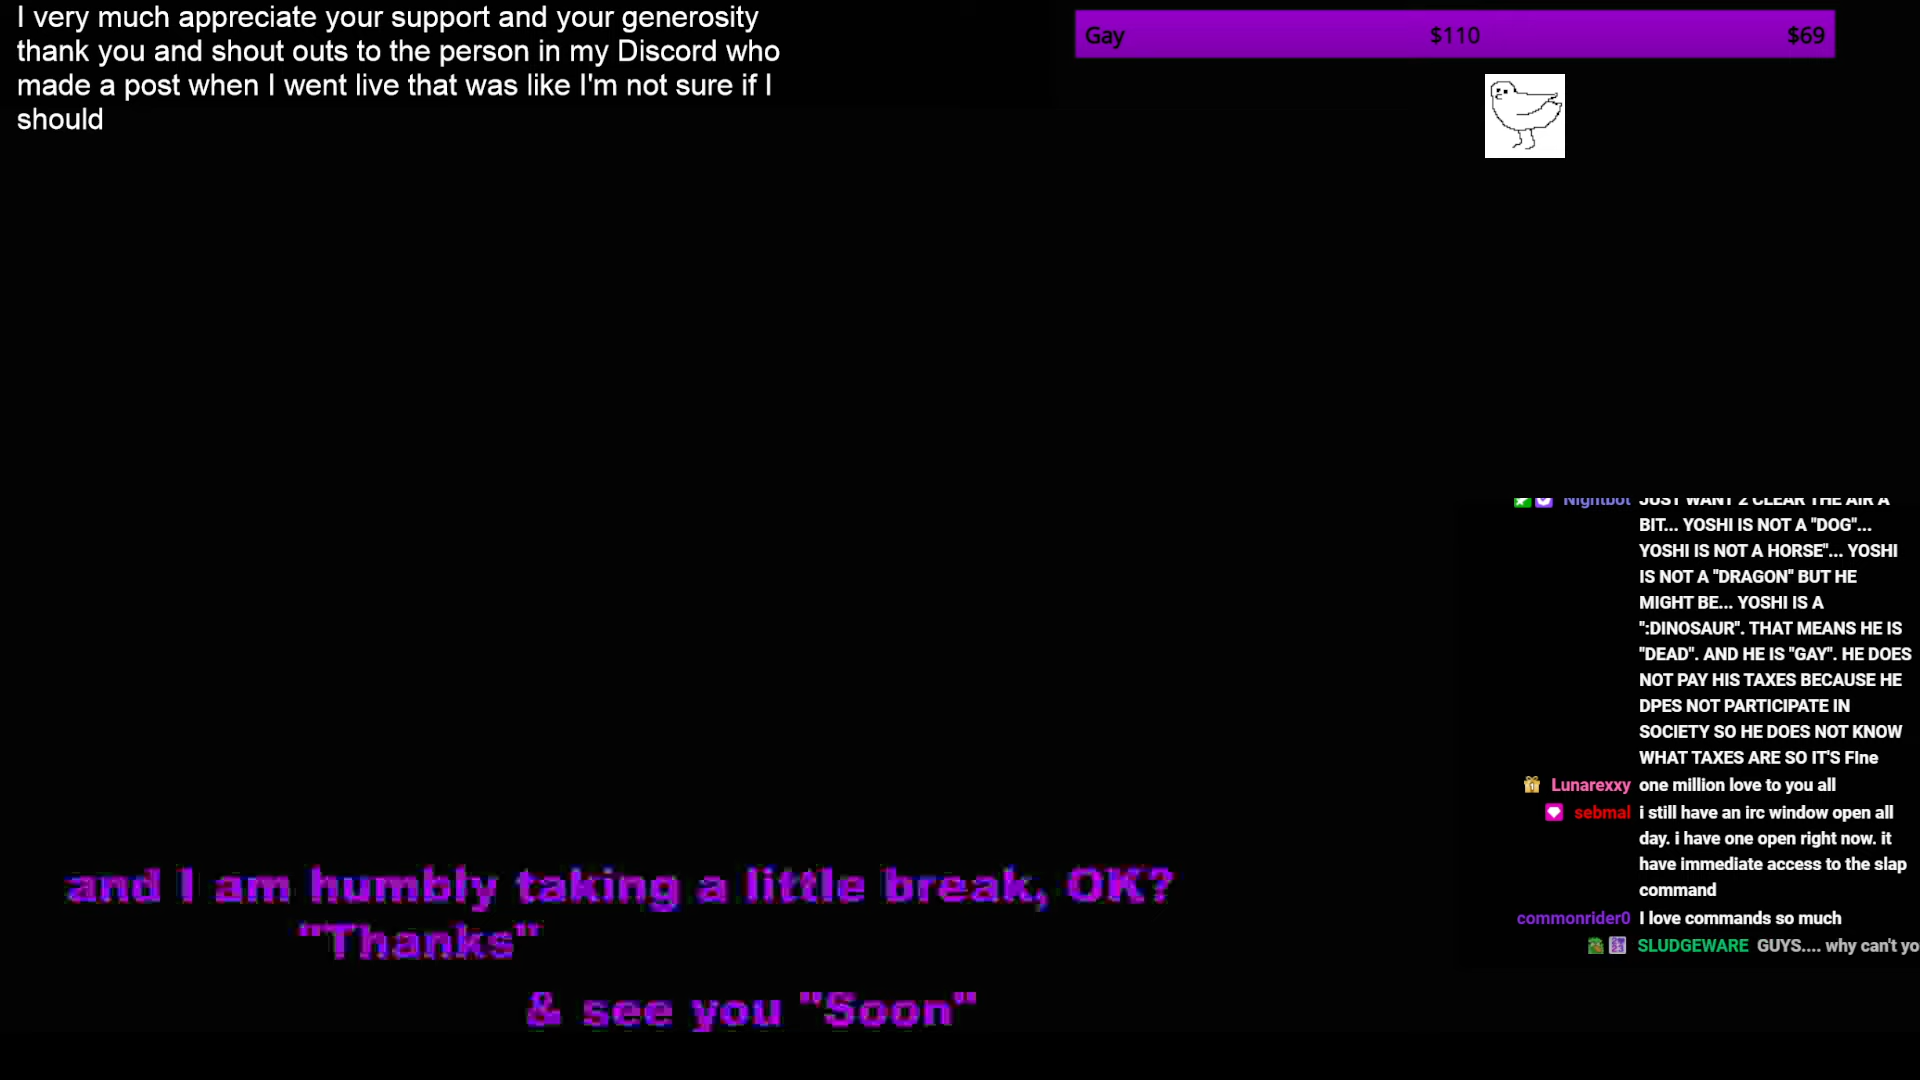 I very much appreciate your support and your generosity
thank you and shout outs to the person in my Discord who
made a post when I went live that was like I'm not sure if I
should
Gay $110 $69
Nightbot JUST WANT 2 CLEAR THE AIR A
BIT... YOSHI IS NOT A "DOG"...
YOSHI IS NOT A HORSE"... YOSHI
IS NOT A "DRAGON" BUT HE
MIGHT BE... YOSHI IS A
":DINOSAUR". THAT MEANS HE IS
"DEAD". AND HE IS "GAY". HE DOES
NOT PAY HIS TAXES BECAUSE HE
DPES NOT PARTICIPATE IN
SOCIETY SO HE DOES NOT KNOW
WHAT TAXES ARE SO IT'S FIne
Lunarexxy one million love to you all
sebmal i still have an irc window open all
day. i have one open right now. it
have immediate access to the slap
command
commonrider0 I love commands so much
SLUDGEWARE GUYS.... why can't yo
and I am humbly taking a little break, OK?
"Thanks"
& see you "Soon"